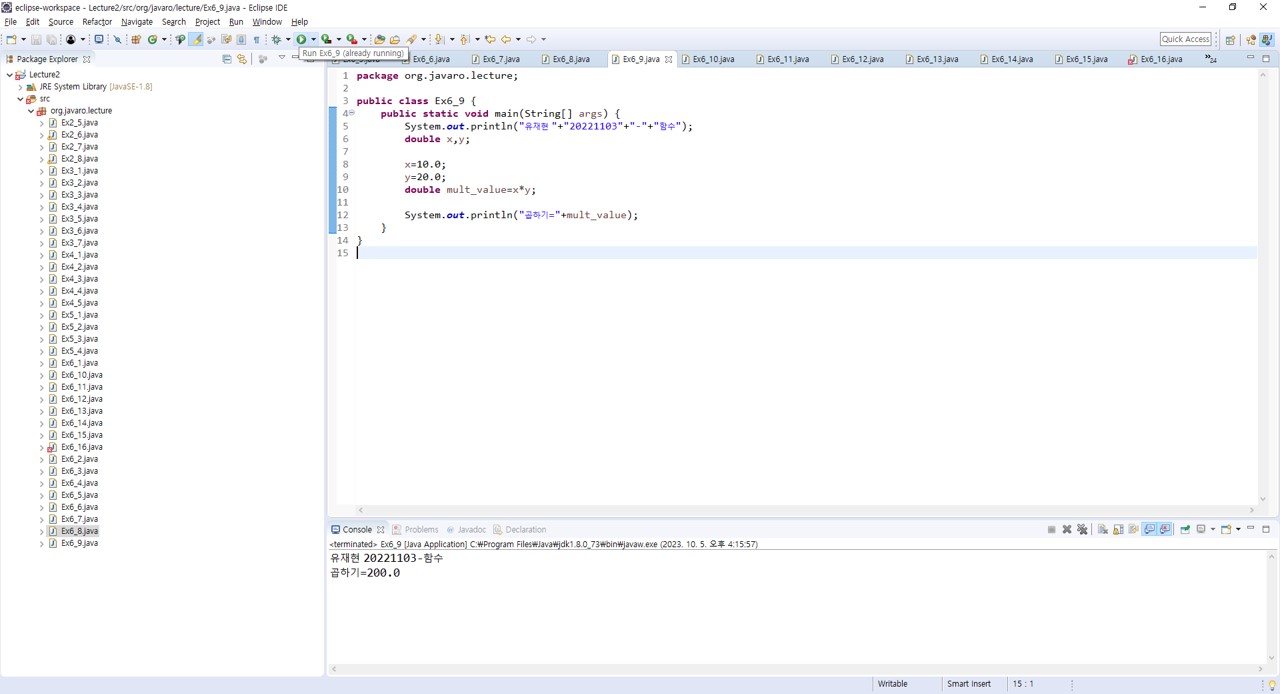 eclipse-workspace - Lecture2/src/org/javaro/lecture/Ex6_9.java - Eclipse IDE
File Edit Source Refactor Navigate Search Project Run Window Help
Quick Access
Run Ex6_9 (already running)
Package Explorer
Ex6_6.java Ex6_7.java Ex6_8.java Ex6_9.java Ex6_10.java Ex6_11.java Ex6_12.java Ex6_13.java Ex6_14.java Ex6_15.java Ex6_16.java »24
Lecture2
JRE System Library [JavaSE-1.8]
src
org.javaro.lecture
Ex2_5.java
Ex2_6.java
Ex2_7.java
Ex2_8.java
Ex3_1.java
Ex3_2.java
Ex3_3.java
Ex3_4.java
Ex3_5.java
Ex3_6.java
Ex3_7.java
Ex4_1.java
Ex4_2.java
Ex4_3.java
Ex4_4.java
Ex4_5.java
Ex5_1.java
Ex5_2.java
Ex5_3.java
Ex5_4.java
Ex6_1.java
Ex6_10.java
Ex6_11.java
Ex6_12.java
Ex6_13.java
Ex6_14.java
Ex6_15.java
Ex6_16.java
Ex6_2.java
Ex6_3.java
Ex6_4.java
Ex6_5.java
Ex6_6.java
Ex6_7.java
Ex6_8.java
Ex6_9.java
1 package org.javaro.lecture;
2
3 public class Ex6_9 {
4 public static void main(String[] args) {
5 System.out.println("유재현 "+"20221103"+"-"+"함수");
6 double x,y;
7
8 x=10.0;
9 y=20.0;
10 double mult_value=x*y;
11
12 System.out.println("곱하기="+mult_value);
13 }
14 }
15
Console Problems Javadoc Declaration
<terminated> Ex6_9 [Java Application] C:₩Program Files₩Java₩jdk1.8.0_73₩bin₩javaw.exe (2023. 10. 5. 오후 4:15:57)
유재현 20221103-함수
곱하기=200.0
Writable Smart Insert 15 : 1